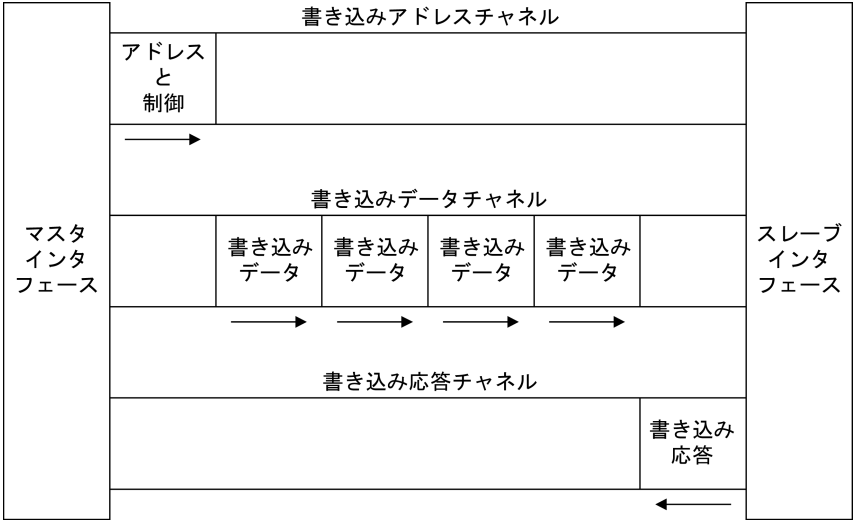 書き込みアドレスチャネル
アドレス
と
制御
書き込みデータチャネル
マスタ
インタ
フェース
書き込み
データ
書き込み
データ
書き込み
データ
書き込み
データ
スレーブ
インタ
フェース
書き込み応答チャネル
書き込み
応答